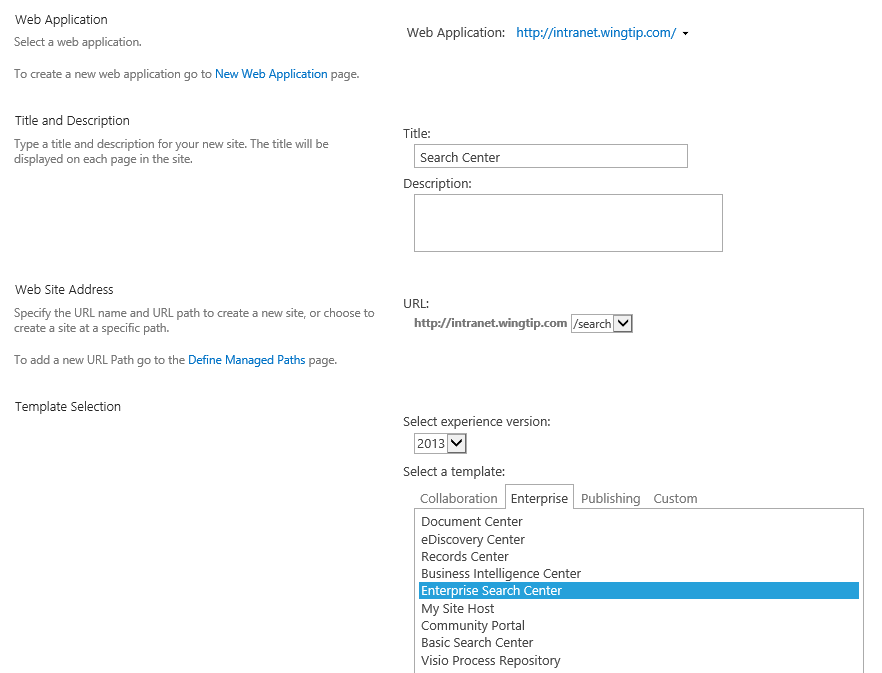 Web Application
Select a web application.
To create a new web application go to New Web Application page.
Web Application: http://intranet.wingtip.com/
Title and Description
Type a title and description for your new site. The title will be
displayed on each page in the site.
Title:
Search Center
Description:
Web Site Address
Specify the URL name and URL path to create a new site, or choose to
create a site at a specific path.
To add a new URL Path go to the Define Managed Paths page.
URL:
http://intranet.wingtip.com /search
Template Selection
Select experience version:
2013
Select a template:
Collaboration Enterprise Publishing Custom
Document Center
eDiscovery Center
Records Center
Business Intelligence Center
Enterprise Search Center
My Site Host
Community Portal
Basic Search Center
Visio Process Repository